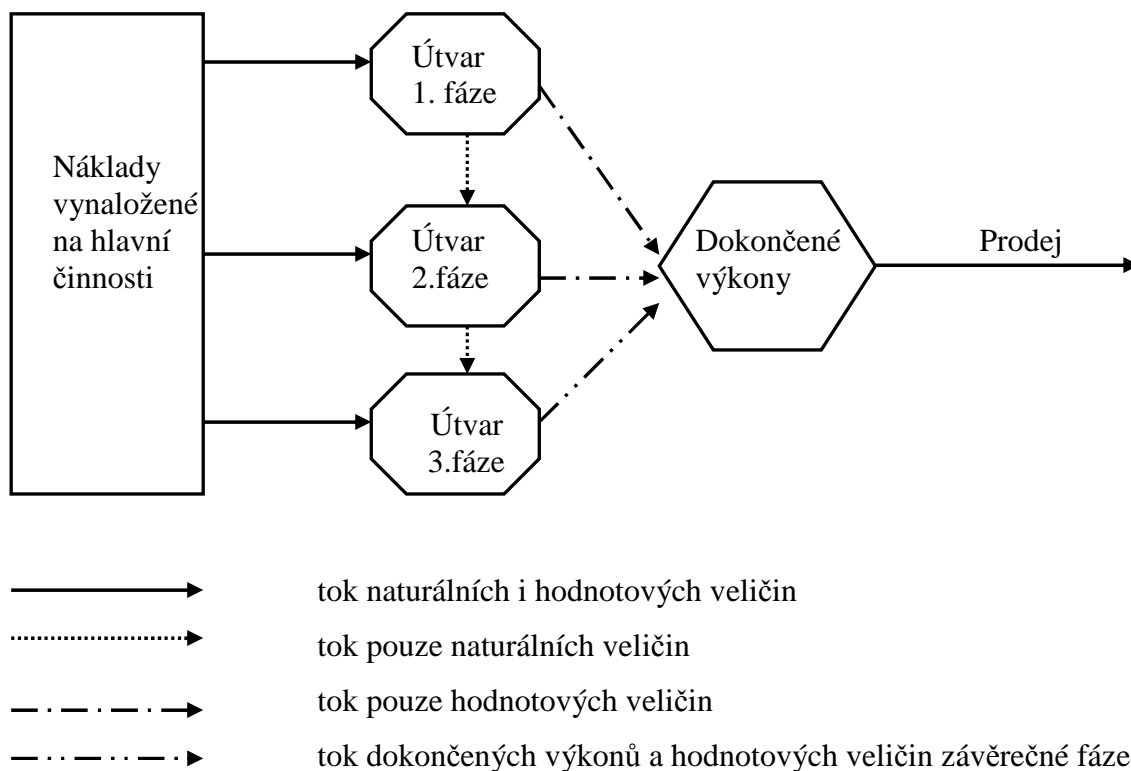 Útvar
1. fáze
Náklady
vynaložené
na hlavní
činnosti
Útvar
2.fáze
Dokončené
výkony
Prodej
Útvar
3.fáze
tok naturálních i hodnotových veličin
tok pouze naturálních veličin
tok pouze hodnotových veličin
tok dokončených výkonů a hodnotových veličin závěrečné fáze